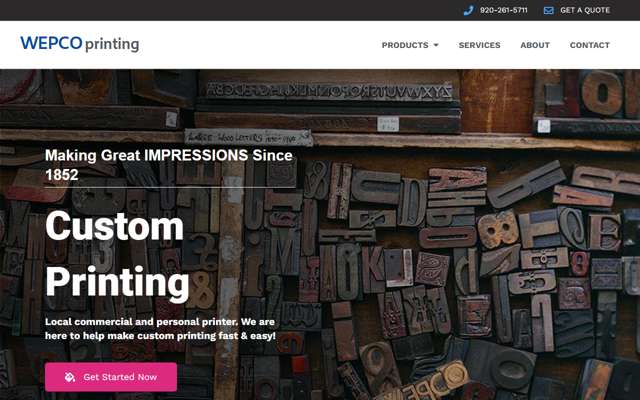 920-261-5711 GET A QUOTE
WEPCO printing
PRODUCTS SERVICES ABOUT CONTACT
Making Great IMPRESSIONS Since
1852
Custom
Printing
Local commercial and personal printer. We are
here to help make custom printing fast & easy!
Get Started Now